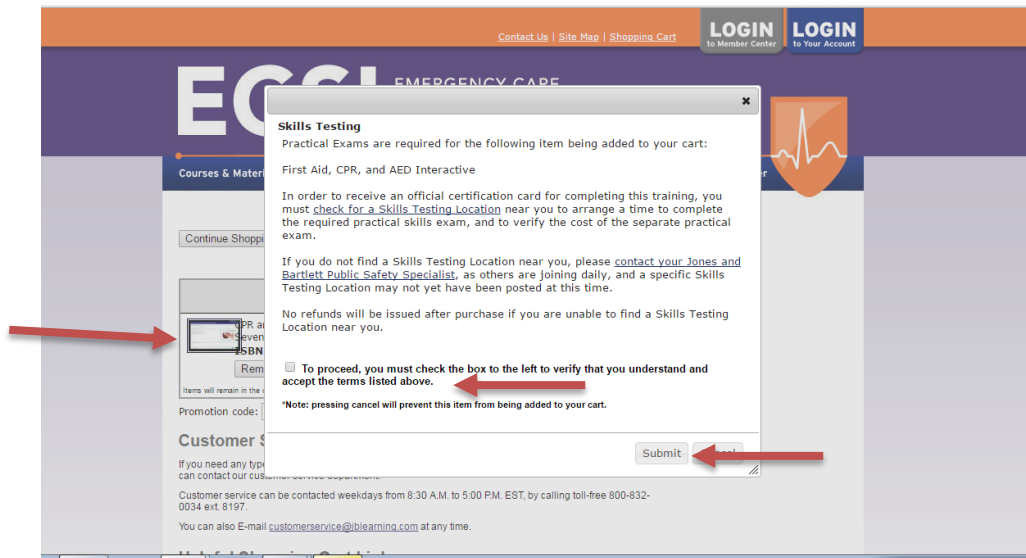 Contact Us | Site Map | Shopping Cart
LOGIN
to Member Center
LOGIN
to Your Account
EMERGENCY CARE
Courses & Materi
Skills Testing
Practical Exams are required for the following item being added to your cart:
First Aid, CPR, and AED Interactive
In order to receive an official certification card for completing this training, you
must check for a Skills Testing Location near you to arrange a time to complete
the required practical skills exam, and to verify the cost of the separate practical
exam.
If you do not find a Skills Testing Location near you, please contact your Jones and
Bartlett Public Safety Specialist, as others are joining daily, and a specific Skills
Testing Location may not yet have been posted at this time.
No refunds will be issued after purchase if you are unable to find a Skills Testing
Location near you.
To proceed, you must check the box to the left to verify that you understand and
accept the terms listed above.
*Note: pressing cancel will prevent this item from being added to your cart.
Submit
Continue Shoppi
CPR a
Seven
ISBN
Rem
Items will remain in the
Promotion code:
Customer
If you need any type
can contact our customer service department.
Customer service can be contacted weekdays from 8:30 A.M. to 5:00 P.M. EST, by calling toll-free 800-832-
0034 ext. 8197.
You can also E-mail customerservice@jblearning.com at any time.